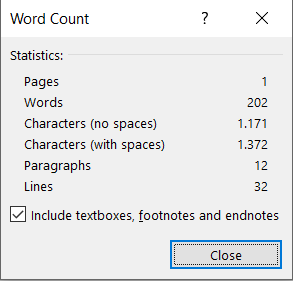 Word Count ? ×
Statistics:
Pages 1
Words 202
Characters (no spaces) 1.171
Characters (with spaces) 1.372
Paragraphs 12
Lines 32
Include textboxes, footnotes and endnotes
Close